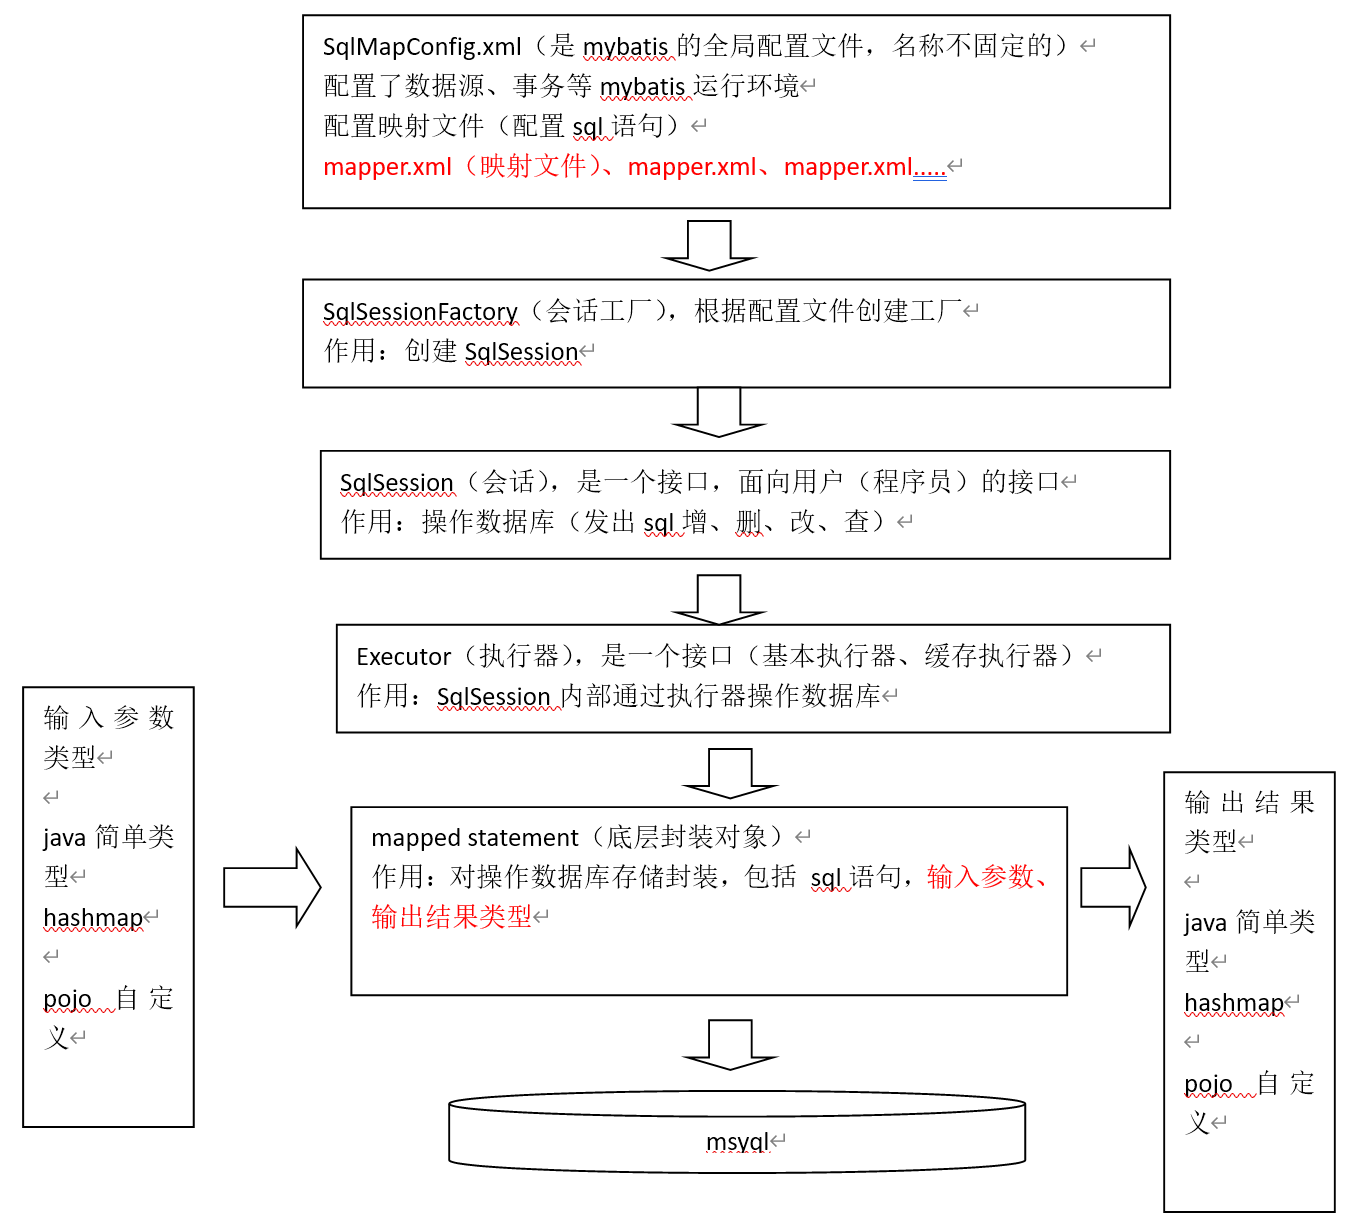 SqlMapConfig.xml（是 mybatis 的全局配置文件，名称不固定的）
配置了数据源、事务等 mybatis 运行环境
配置映射文件（配置 sql 语句）
mapper.xml（映射文件）、mapper.xml、mapper.xml.....
SqlSessionFactory（会话工厂），根据配置文件创建工厂
作用：创建 SqlSession
SqlSession（会话），是一个接口，面向用户（程序员）的接口
作用：操作数据库（发出 sql 增、删、改、查）
Executor（执行器），是一个接口（基本执行器、缓存执行器）
作用：SqlSession 内部通过执行器操作数据库
输入参数
类型
java 简单类
型
hashmap
pojo 自定
义
mapped statement（底层封装对象）
作用：对操作数据库存储封装，包括 sql 语句，输入参数、
输出结果类型
输出结果
类型
java 简单类
型
hashmap
pojo 自定
义
msyql